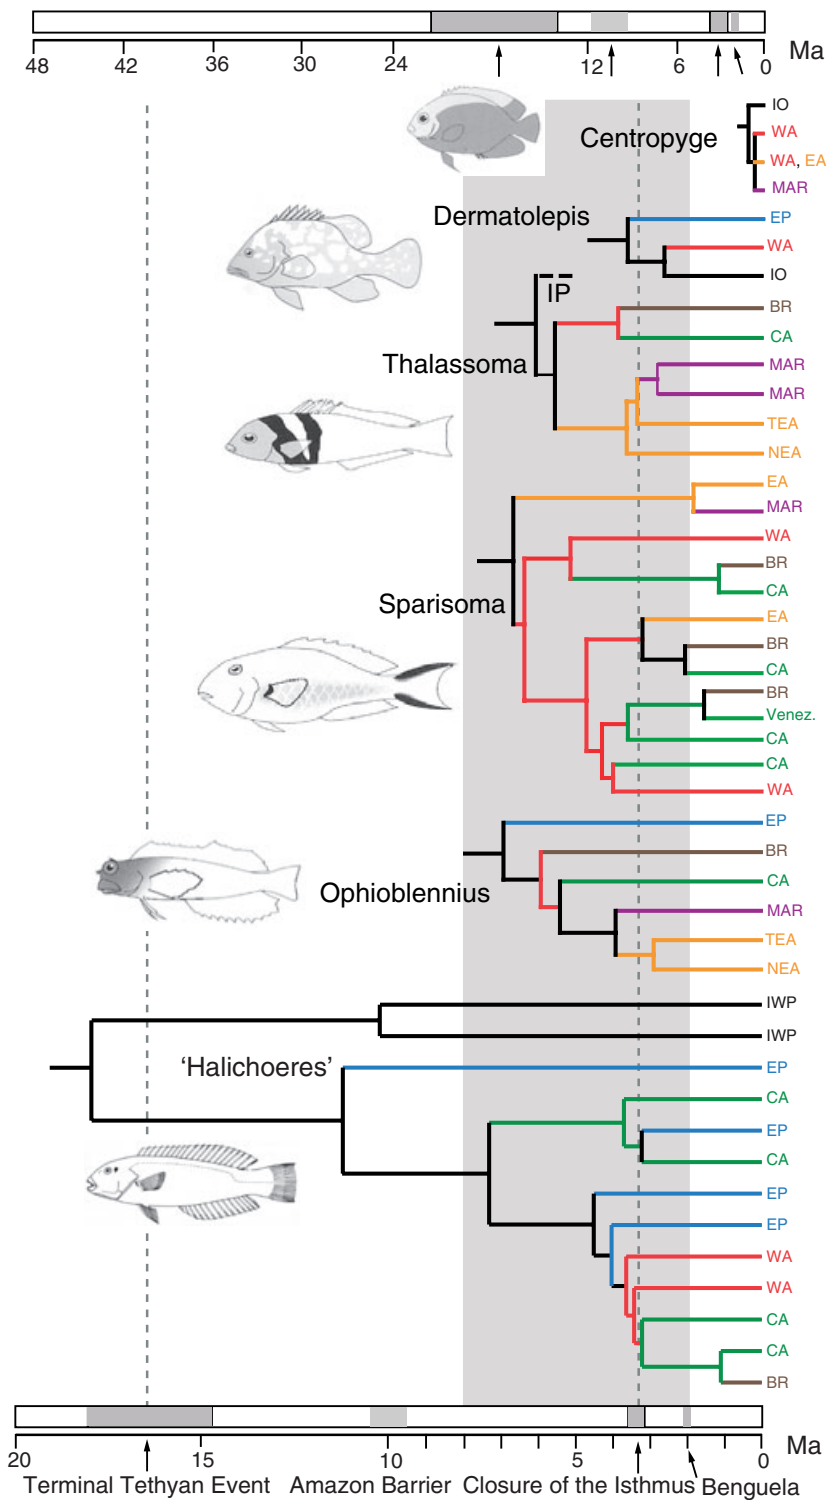 48 42 36 30 24 12 6 0 Ma
Centropyge
IO
WA
WA, EA
MAR
Dermatolepis
EP
WA
IO
IP
Thalassoma
BR
CA
MAR
MAR
TEA
NEA
Sparisoma
EA
MAR
WA
BR
CA
EA
BR
CA
BR
Venez.
CA
CA
WA
Ophioblennius
EP
BR
CA
MAR
TEA
NEA
‘Halichoeres’
IWP
IWP
EP
CA
EP
CA
EP
EP
WA
WA
CA
CA
BR
20 15 10 5 0 Ma
Terminal Tethyan Event Amazon Barrier Closure of the Isthmus Benguela